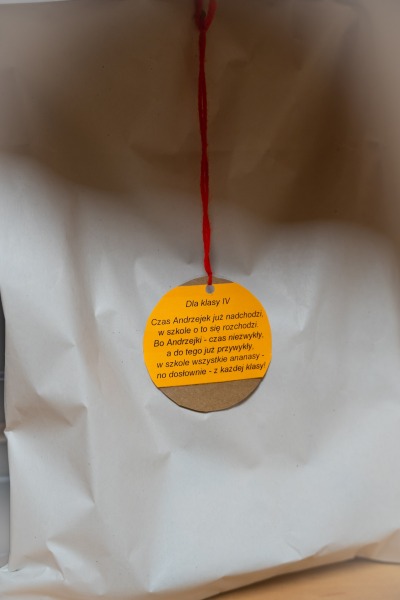 Dla klasy IV
Czas Andrzejek już nadchodzi,
w szkole o to się rozchodzi.
Bo Andrzejki - czas niezwykły,
a do tego już przywykły,
w szkole wszystkie ananasy -
no dosłownie - z każdej klasy!